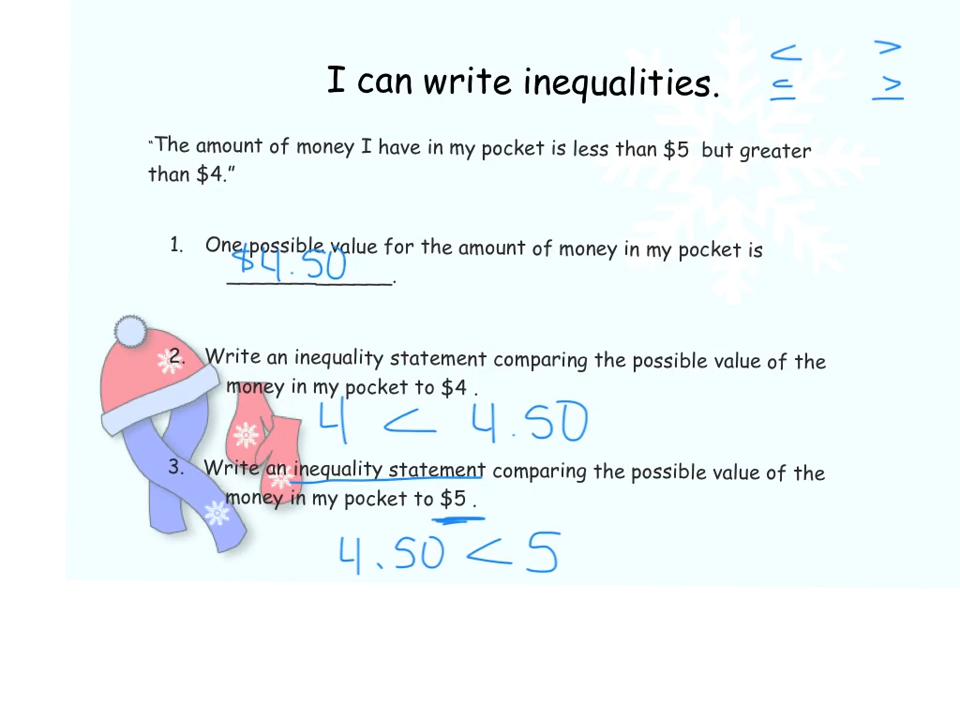 < >
I can write inequalities. ≤ ≥
"The amount of money I have in my pocket is less than $5 but greater
than $4."
1. One possible value for the amount of money in my pocket is
$4.50
______________.
2. Write an inequality statement comparing the possible value of the
money in my pocket to $4 .
4 < 4.50
3. Write an inequality statement comparing the possible value of the
money in my pocket to $5 .
4.50 < 5